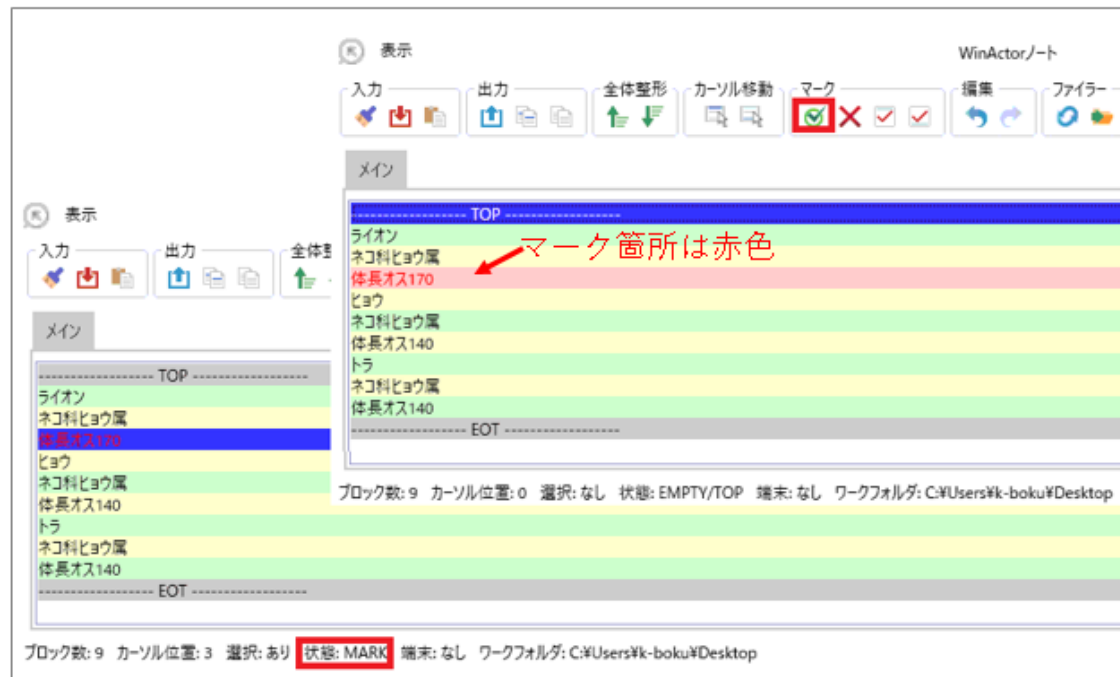 表示
WinActorノート
入力 出力 全体整形 カーソル移動 マーク 編集 ファイラー
メイン
------------------ TOP ------------------
ライオン
ネコ科ヒョウ属
体長オス170
ヒョウ
ネコ科ヒョウ属
体長オス140
トラ
ネコ科ヒョウ属
体長オス140
------------------ EOT ------------------
マーク箇所は赤色
ブロック数: 9 カーソル位置: 0 選択: なし 状態: EMPTY/TOP 端末: なし ワークフォルダ: C:¥Users¥k-boku¥Desktop
表示
入力 出力 全体整
メイン
------------------ TOP ------------------
ライオン
ネコ科ヒョウ属
体長オス170
ヒョウ
ネコ科ヒョウ属
体長オス140
トラ
ネコ科ヒョウ属
体長オス140
------------------ EOT ------------------
ブロック数: 9 カーソル位置: 3 選択: あり 状態: MARK 端末: なし ワークフォルダ: C:¥Users¥k-boku¥Desktop